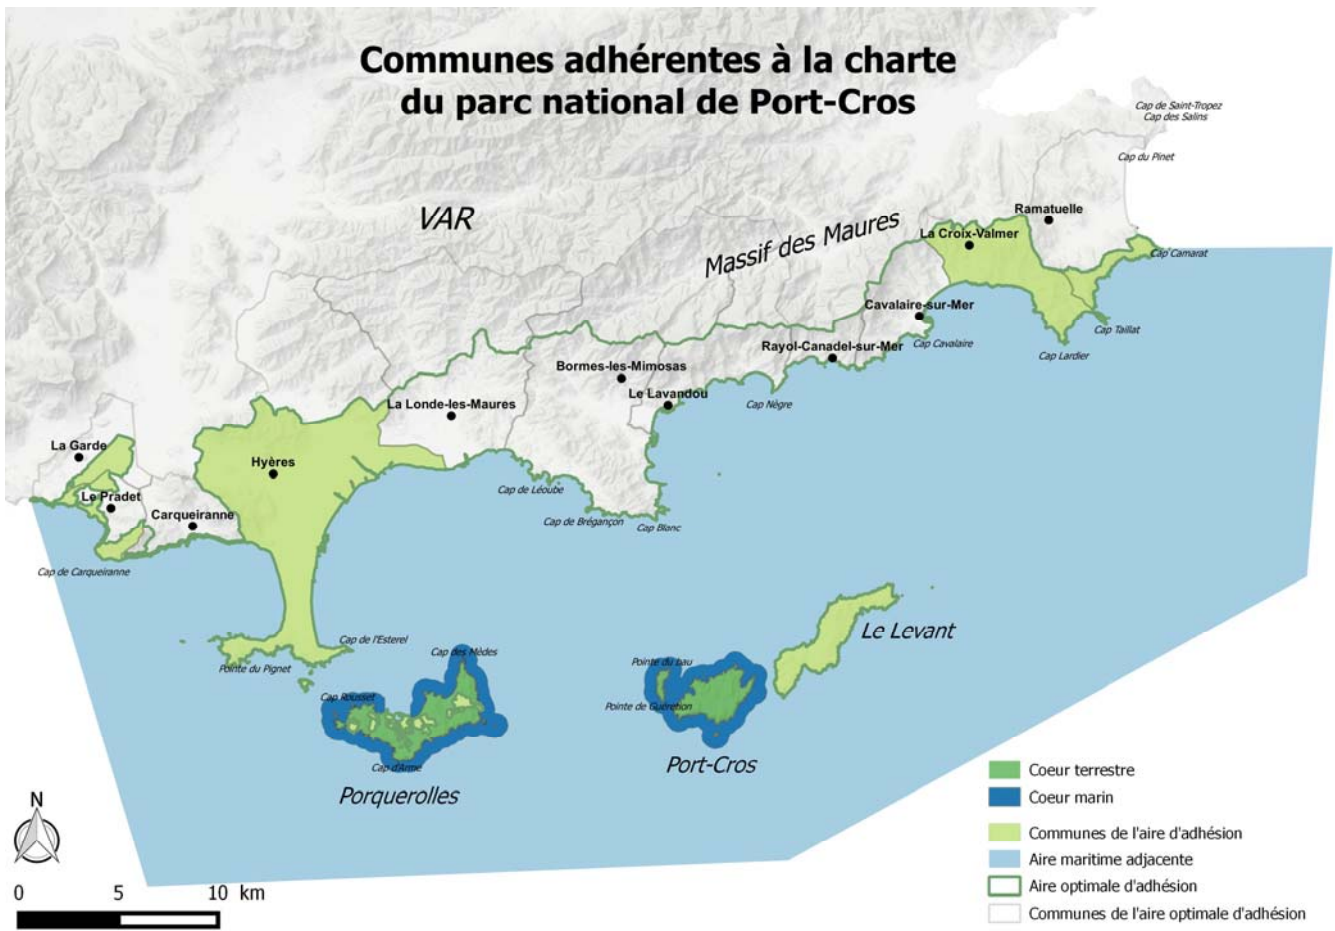 Communes adhérentes à la charte
du parc national de Port-Cros
Cap de Saint-Tropez
Cap des Salins
Cap du Pinet
VAR
Massif des Maures
Ramatuelle
La Croix-Valmer
Cap Camarat
Cavalaire-sur-Mer
Cap Taillat
Rayol-Canadel-sur-Mer
Cap Cavalaire
Cap Lardier
Bormes-les-Mimosas
Le Lavandou
Cap Nègre
La Londe-les-Maures
La Garde
Hyères
Le Pradet
Cap de Léoube
Carqueiranne
Cap de Brégançon
Cap Blanc
Cap de Carqueiranne
Le Levant
Cap de l'Esterel
Cap des Mèdes
Pointe du Pignet
Pointe du bau
Cap Rousset
Pointe de Guéretion
Cap d'Arme
Port-Cros
Porquerolles
N
0 5 10 km
Coeur terrestre
Coeur marin
Communes de l'aire d'adhésion
Aire maritime adjacente
Aire optimale d'adhésion
Communes de l'aire optimale d'adhésion